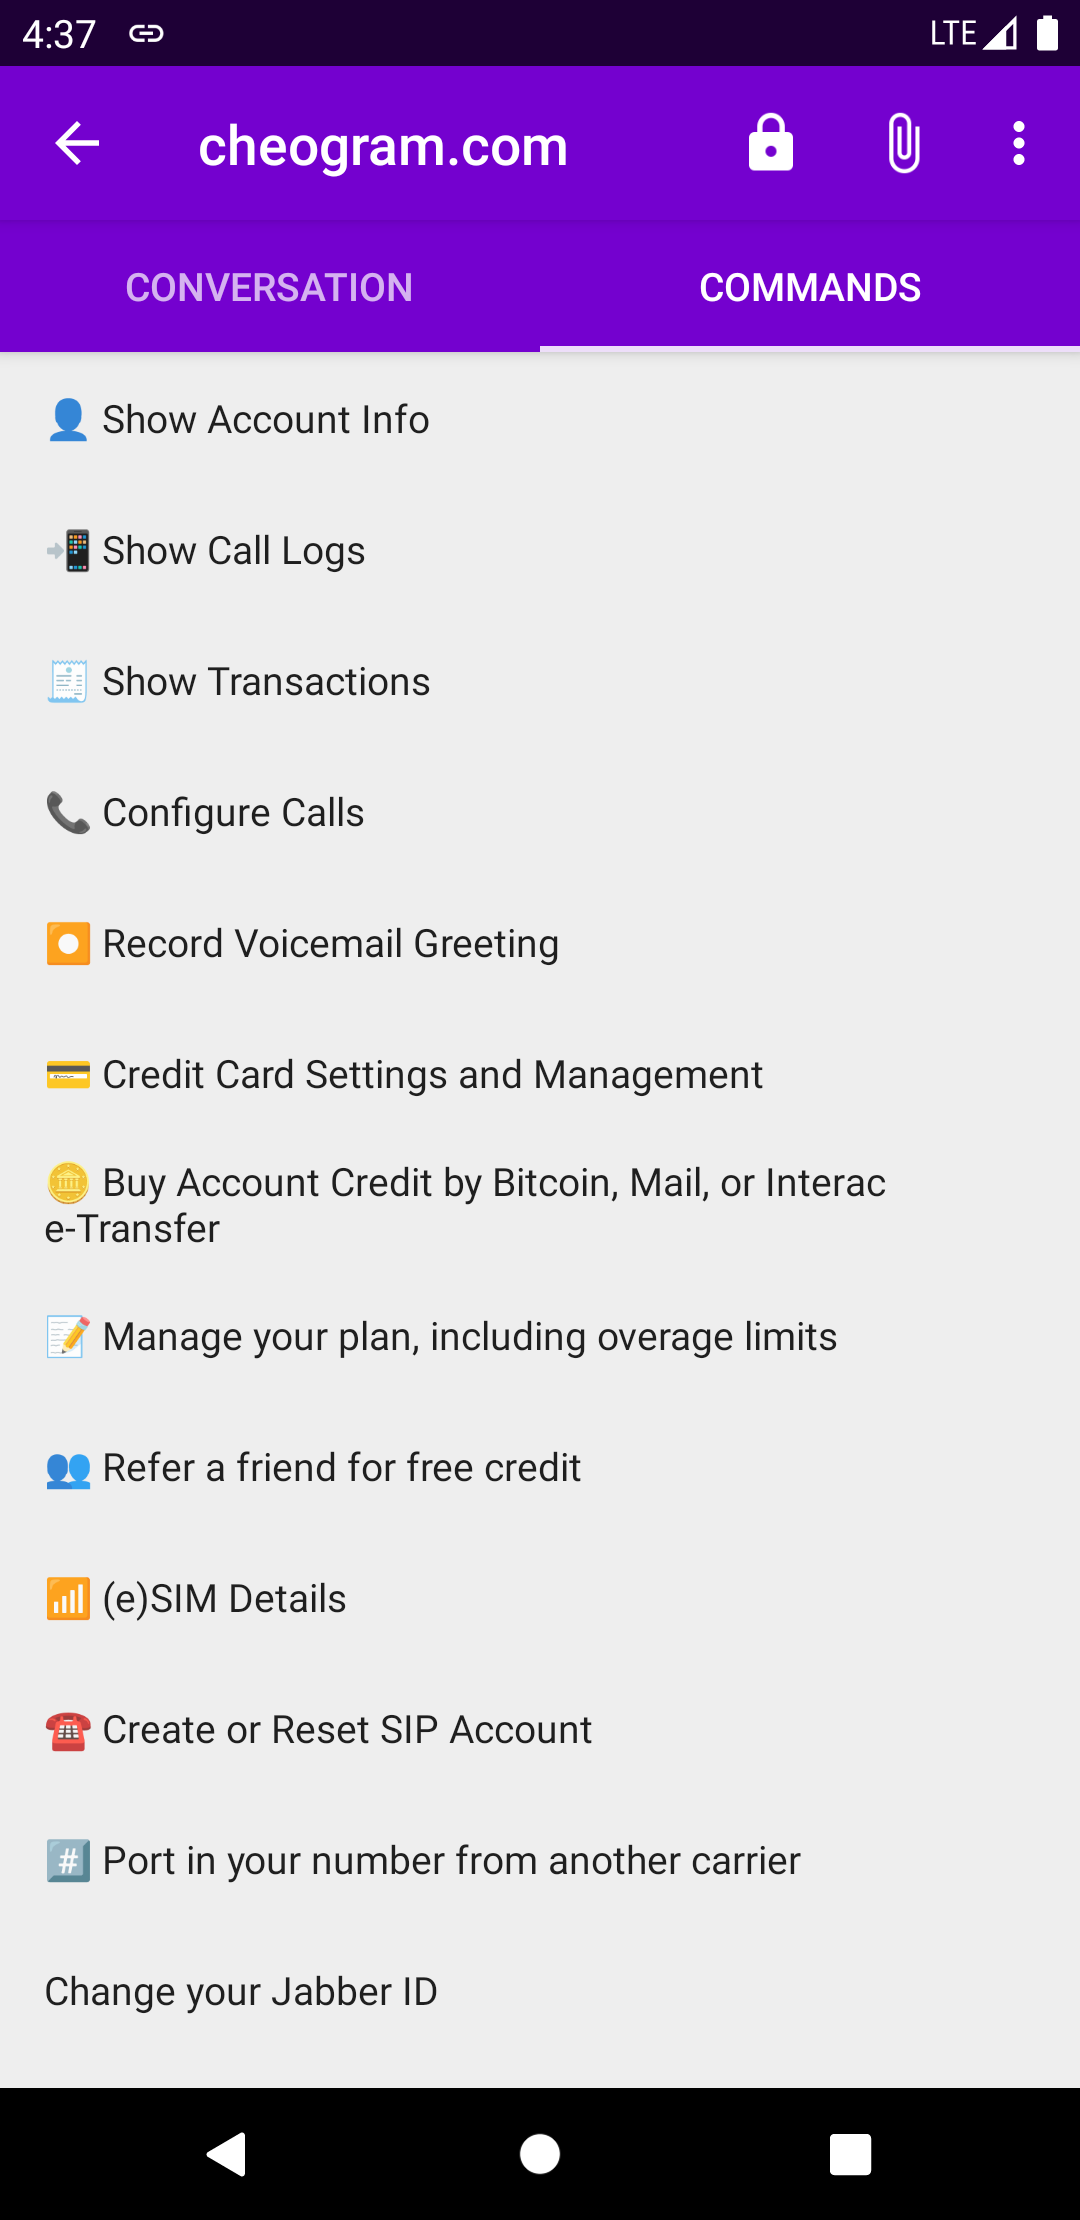 4:37 LTE
cheogram.com
CONVERSATION COMMANDS
👤 Show Account Info
📲 Show Call Logs
🧾 Show Transactions
📞 Configure Calls
⏺️ Record Voicemail Greeting
💳 Credit Card Settings and Management
🪙 Buy Account Credit by Bitcoin, Mail, or Interac
e-Transfer
📝 Manage your plan, including overage limits
👥 Refer a friend for free credit
📶 (e)SIM Details
☎️ Create or Reset SIP Account
#️⃣ Port in your number from another carrier
Change your Jabber ID